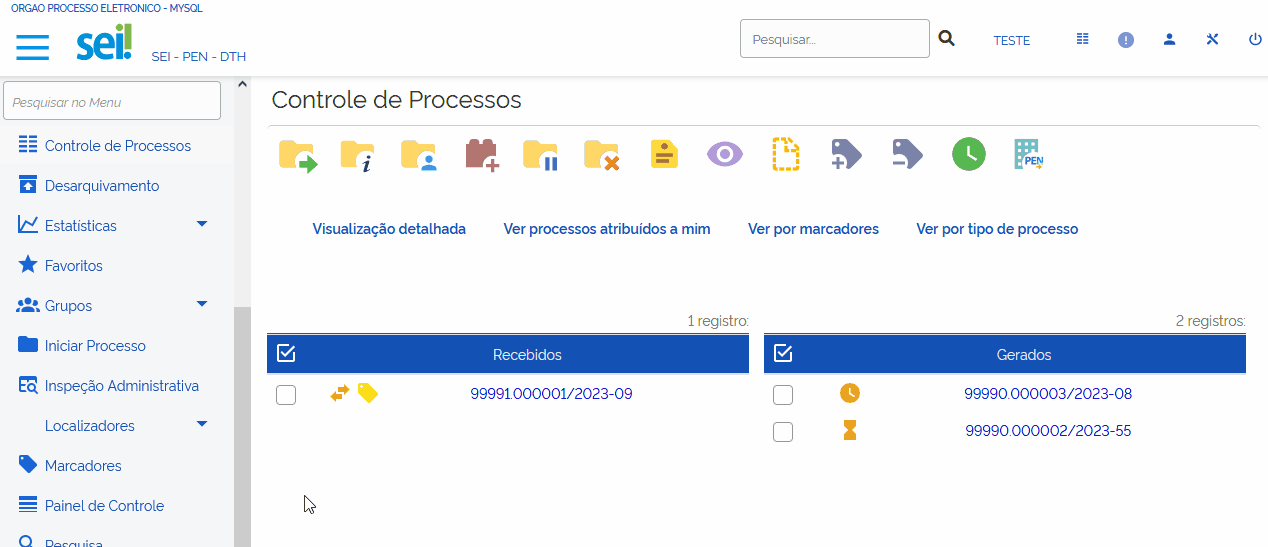 ORGAO PROCESSO ELETRONICO - MYSQL
sei!
SEI - PEN - DTH
Pesquisar...
TESTE
Pesquisar no Menu
Controle de Processos
Desarquivamento
Estatísticas
Favoritos
Grupos
Iniciar Processo
Inspeção Administrativa
Localizadores
Marcadores
Painel de Controle
Pesquisa
Controle de Processos
PEN
Visualização detalhada
Ver processos atribuídos a mim
Ver por marcadores
Ver por tipo de processo
1 registro:
Recebidos
99991.000001/2023-09
2 registros:
Gerados
99990.000003/2023-08
99990.000002/2023-55